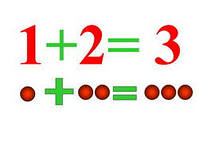 1+2= 3
+ =